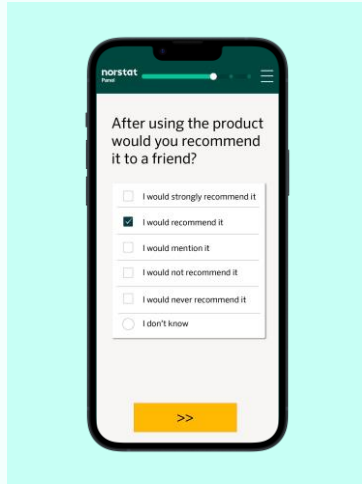 norstat
Panel
After using the product
would you recommend
it to a friend?
I would strongly recommend it
I would recommend it
I would mention it
I would not recommend it
I would never recommend it
I don't know
>>